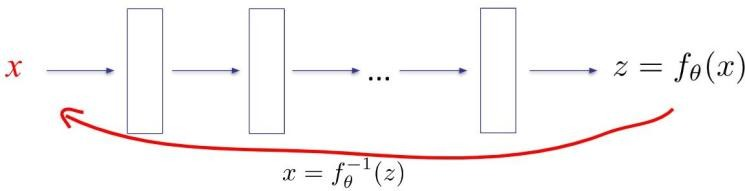 x ... z = f_θ(x)
x = f_θ^{-1}(z)